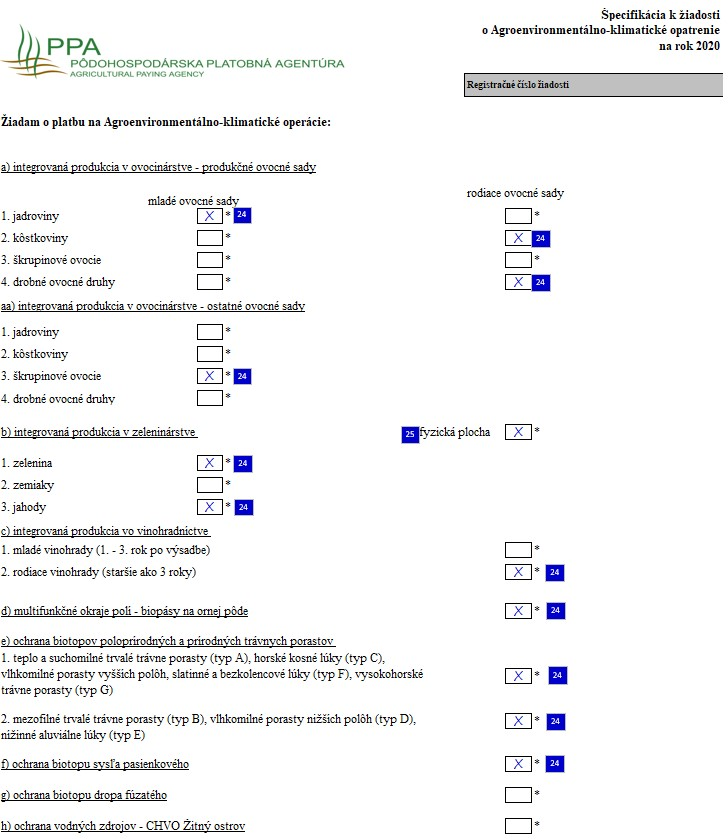 Špecifikácia k žiadosti
o Agroenvironmentálno-klimatické opatrenie
na rok 2020
PPA
PÔDOHOSPODÁRSKA PLATOBNÁ AGENTÚRA
AGRICULTURAL PAYING AGENCY
Registračné číslo žiadosti
Žiadam o platbu na Agroenvironmentálno-klimatické operácie:
a) integrovaná produkcia v ovocinárstve - produkčné ovocné sady
mladé ovocné sady rodiace ovocné sady
1. jadroviny X * 24 *
2. kôstkoviny * X 24
3. škrupinové ovocie * *
4. drobné ovocné druhy * X 24
aa) integrovaná produkcia v ovocinárstve - ostatné ovocné sady
1. jadroviny *
2. kôstkoviny *
3. škrupinové ovocie X * 24
4. drobné ovocné druhy *
b) integrovaná produkcia v zeleninárstve 25 fyzická plocha X *
1. zelenina X * 24
2. zemiaky *
3. jahody X * 24
c) integrovaná produkcia vo vinohradníctve
1. mladé vinohrady (1. - 3. rok po výsadbe) *
2. rodiace vinohrady (staršie ako 3 roky) X * 24
d) multifunkčné okraje polí - biopásy na ornej pôde X * 24
e) ochrana biotopov poloprírodných a prírodných trávnych porastov
1. teplo a suchomilné trvalé trávne porasty (typ A), horské kosné lúky (typ C),
vlhkomilné porasty vyšších polôh, slatinné a bezkolencové lúky (typ F), vysokohorské
trávne porasty (typ G) X * 24
2. mezofilné trvalé trávne porasty (typ B), vlhkomilné porasty nižších polôh (typ D),
nížinné aluviálne lúky (typ E) X * 24
f) ochrana biotopu sysľa pasienkového X * 24
g) ochrana biotopu dropa fúzatého *
h) ochrana vodných zdrojov - CHVO Žitný ostrov *